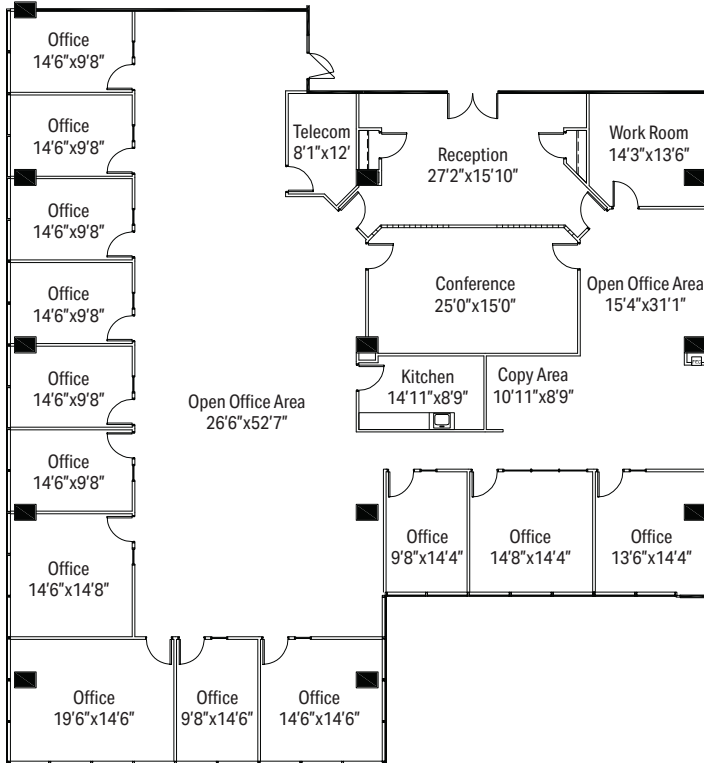 Office
14'6"x9'8"
Office
14'6"x9'8"
Office
14'6"x9'8"
Office
14'6"x9'8"
Office
14'6"x9'8"
Office
14'6"x9'8"
Office
14'6"x14'8"
Office
19'6"x14'6"
Office
9'8"x14'6"
Office
14'6"x14'6"
Open Office Area
26'6"x52'7"
Telecom
8'1"x12'
Reception
27'2"x15'10"
Work Room
14'3"x13'6"
Conference
25'0"x15'0"
Open Office Area
15'4"x31'1"
Kitchen
14'11"x8'9"
Copy Area
10'11"x8'9"
Office
9'8"x14'4"
Office
14'8"x14'4"
Office
13'6"x14'4"